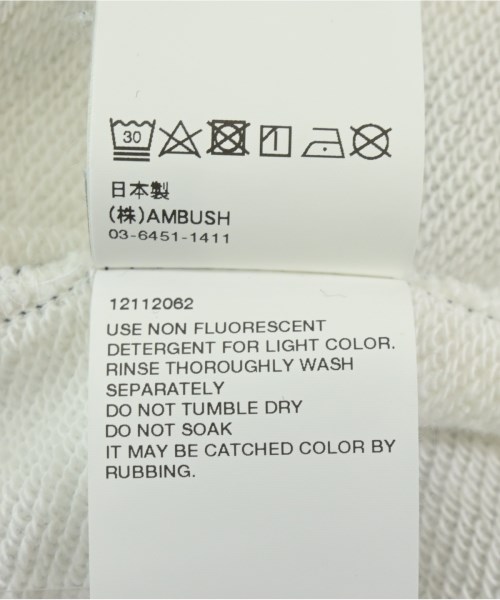 30
日本製
(株)AMBUSH
03-6451-1411
12112062
USE NON FLUORESCENT
DETERGENT FOR LIGHT COLOR.
RINSE THOROUGHLY WASH
SEPARATELY
DO NOT TUMBLE DRY
DO NOT SOAK
IT MAY BE CATCHED COLOR BY
RUBBING.